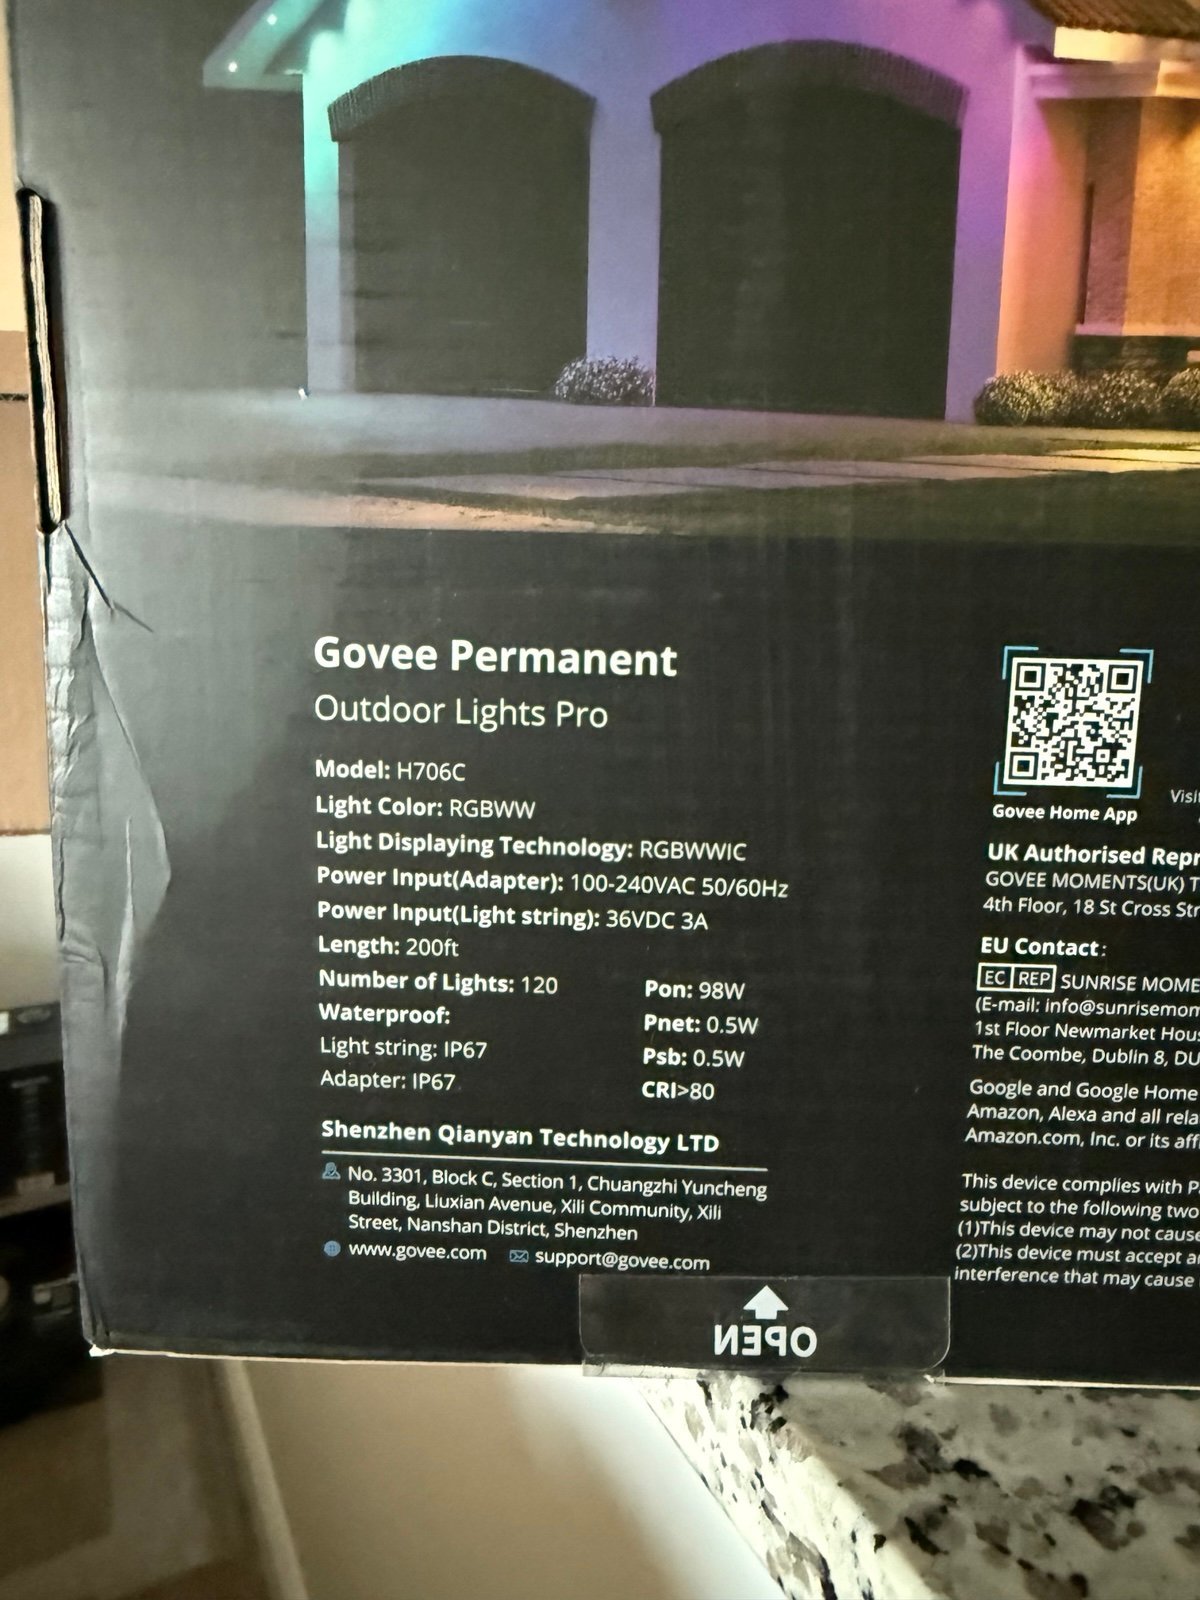 Govee Permanent
Outdoor Lights Pro
Model: H706C
Light Color: RGBWW
Light Displaying Technology: RGBWWIC
Power Input(Adapter): 100-240VAC 50/60Hz
Power Input(Light string): 36VDC 3A
Length: 200ft
Number of Lights: 120
Waterproof:
Light string: IP67
Adapter: IP67
Pon: 98W
Pnet: 0.5W
Psb: 0.5W
CRI>80
Shenzhen Qianyan Technology LTD
No. 3301, Block C, Section 1, Chuangzhi Yuncheng
Building, Liuxian Avenue, Xili Community, Xili
Street, Nanshan District, Shenzhen
www.govee.com support@govee.com
OPEN
Govee Home App
UK Authorised
GOVEE MOMENTS(UK)
4th Floor, 18 St Cross
EU Contact:
EC REP SUNRISE
(E-mail:
1st Floor Newmarket
The Coombe, Dublin 8,
Google and Google Home
Amazon, Alexa and all
Amazon.com, Inc. or its
This device complies with
subject to the following two
(1)This device may not cause
(2)This device must accept
interference that may cause